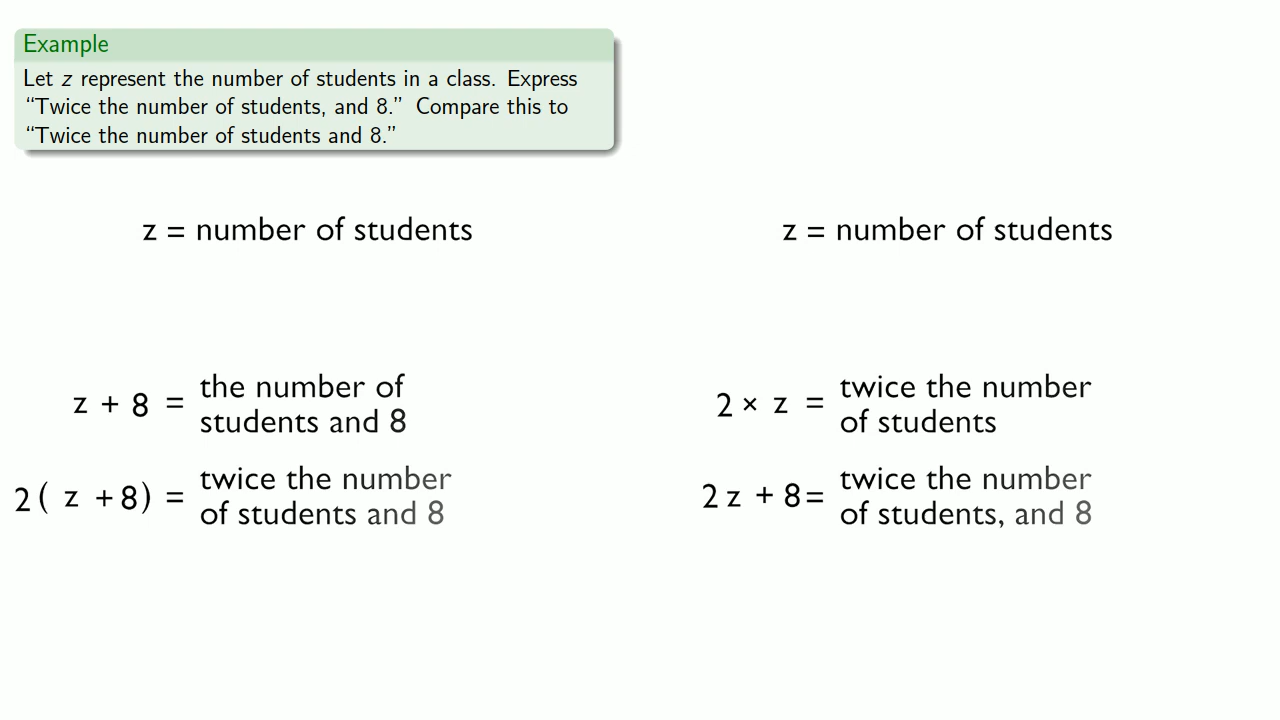 Example
Let z represent the number of students in a class. Express
“Twice the number of students, and 8.” Compare this to
“Twice the number of students and 8.”
z = number of students
z + 8 = the number of
students and 8
2( z +8) = twice the number
of students and 8
z = number of students
2 × z = twice the number
of students
2 z + 8= twice the number
of students, and 8